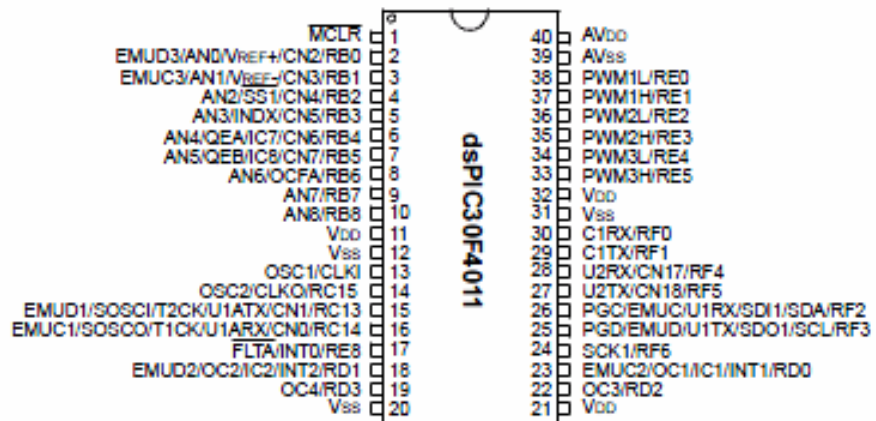 MCLR 1 40 AVDD
EMUD3/AN0/VREF+/CN2/RB0 2 39 AVSS
EMUC3/AN1/VREF-/CN3/RB1 3 38 PWM1L/RE0
AN2/SS1/CN4/RB2 4 37 PWM1H/RE1
AN3/INDX/CN5/RB3 5 36 PWM2L/RE2
AN4/QEA/IC7/CN6/RB4 6 35 PWM2H/RE3
AN5/QEB/IC8/CN7/RB5 7 34 PWM3L/RE4
AN6/OCFA/RB6 8 33 PWM3H/RE5
AN7/RB7 9 32 VDD
AN8/RB8 10 31 VSS
VDD 11 30 C1RX/RF0
VSS 12 29 C1TX/RF1
OSC1/CLKI 13 28 U2RX/CN17/RF4
OSC2/CLKO/RC15 14 27 U2TX/CN18/RF5
EMUD1/SOSCI/T2CK/U1ATX/CN1/RC13 15 26 PGC/EMUC/U1RX/SDI1/SDA/RF2
EMUC1/SOSCO/T1CK/U1ARX/CN0/RC14 16 25 PGD/EMUD/U1TX/SDO1/SCL/RF3
FLTA/INT0/RE8 17 24 SCK1/RF6
EMUD2/OC2/IC2/INT2/RD1 18 23 EMUC2/OC1/IC1/INT1/RD0
OC4/RD3 19 22 OC3/RD2
VSS 20 21 VDD
dsPIC30F4011